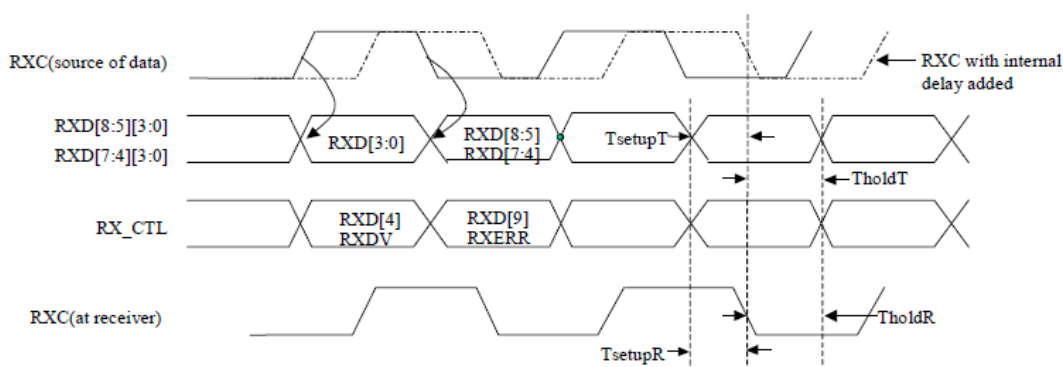 RXC(source of data)
RXC with internal
delay added
RXD[8:5][3:0]
RXD[7:4][3:0]
RXD[3:0]
RXD[8:5]
RXD[7:4]
TsetupT
TholdT
RX_CTL
RXD[4]
RXDV
RXD[9]
RXERR
RXC(at receiver)
TholdR
TsetupR